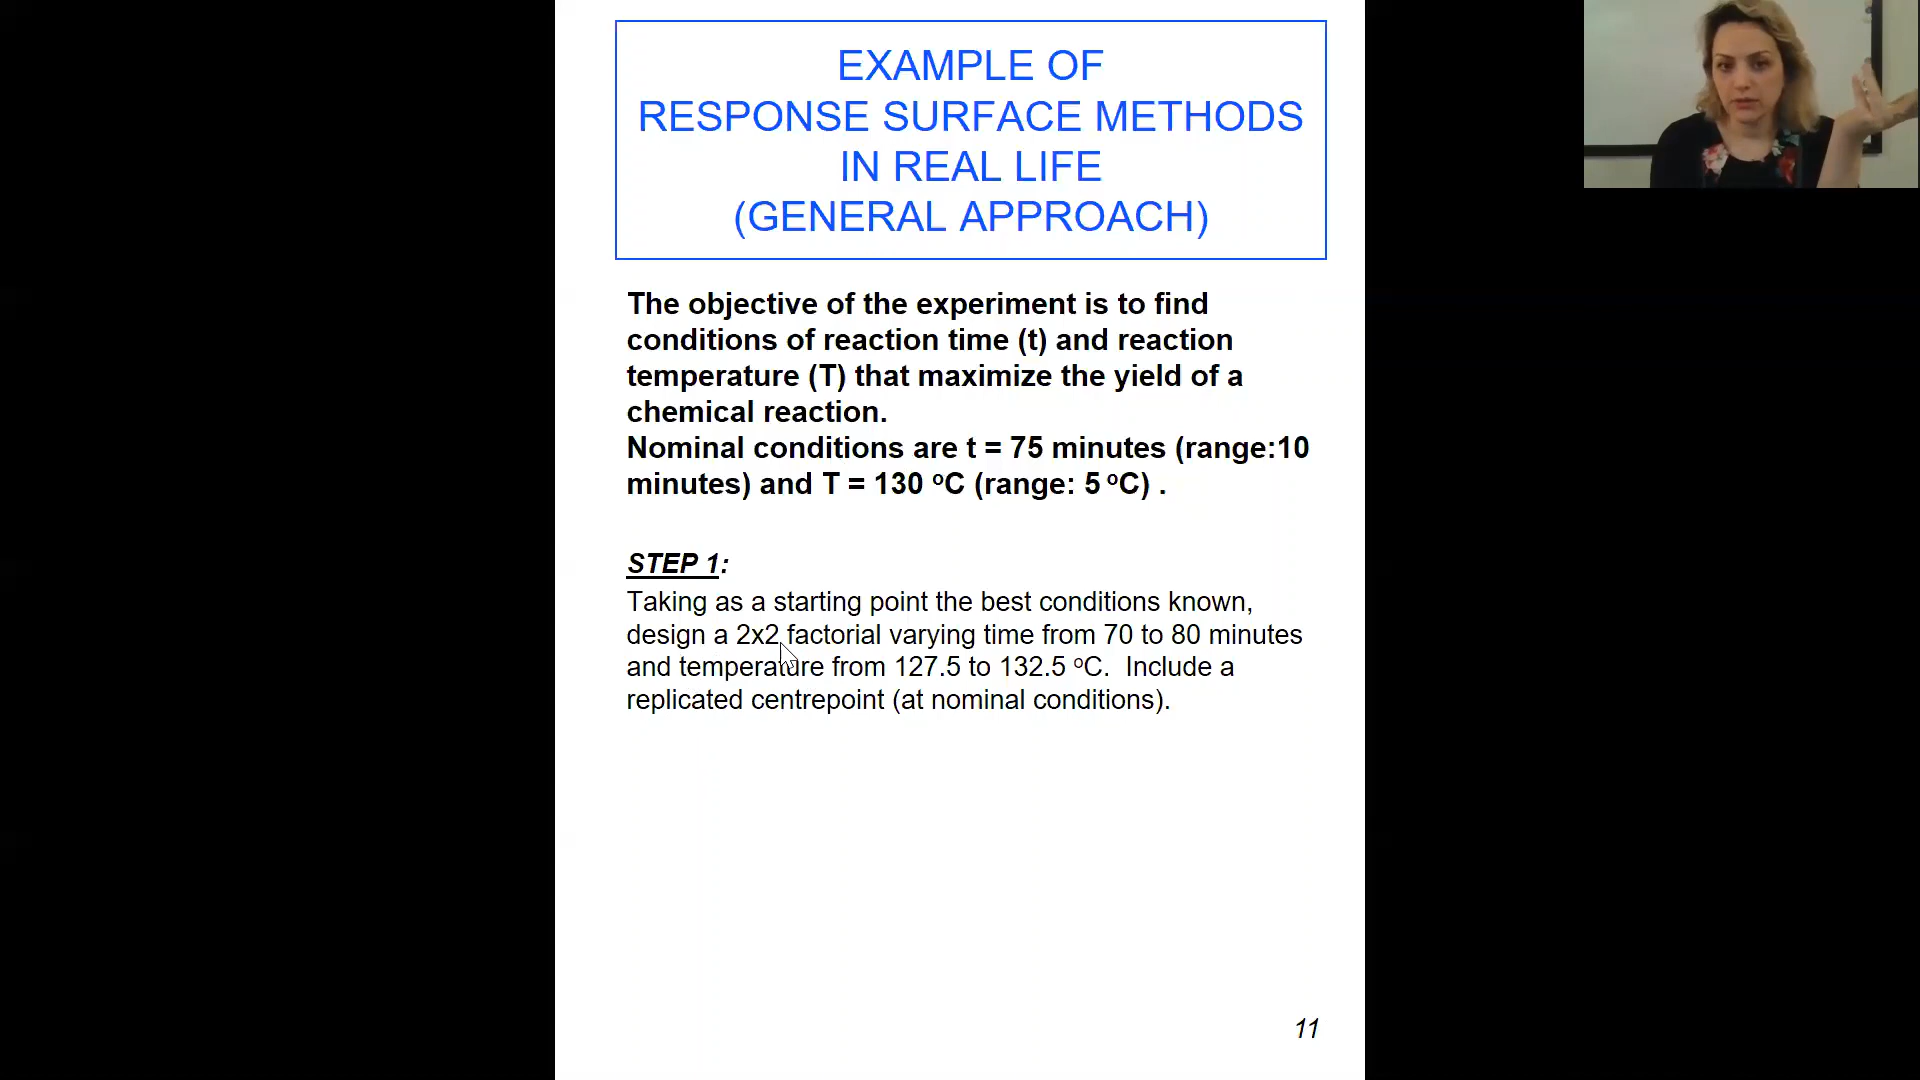 EXAMPLE OF
RESPONSE SURFACE METHODS
IN REAL LIFE
(GENERAL APPROACH)
The objective of the experiment is to find
conditions of reaction time (t) and reaction
temperature (T) that maximize the yield of a
chemical reaction.
Nominal conditions are t = 75 minutes (range:10
minutes) and T = 130 ºC (range: 5 ºC) .
STEP 1:
Taking as a starting point the best conditions known,
design a 2x2 factorial varying time from 70 to 80 minutes
and temperature from 127.5 to 132.5 ºC. Include a
replicated centrepoint (at nominal conditions).
11